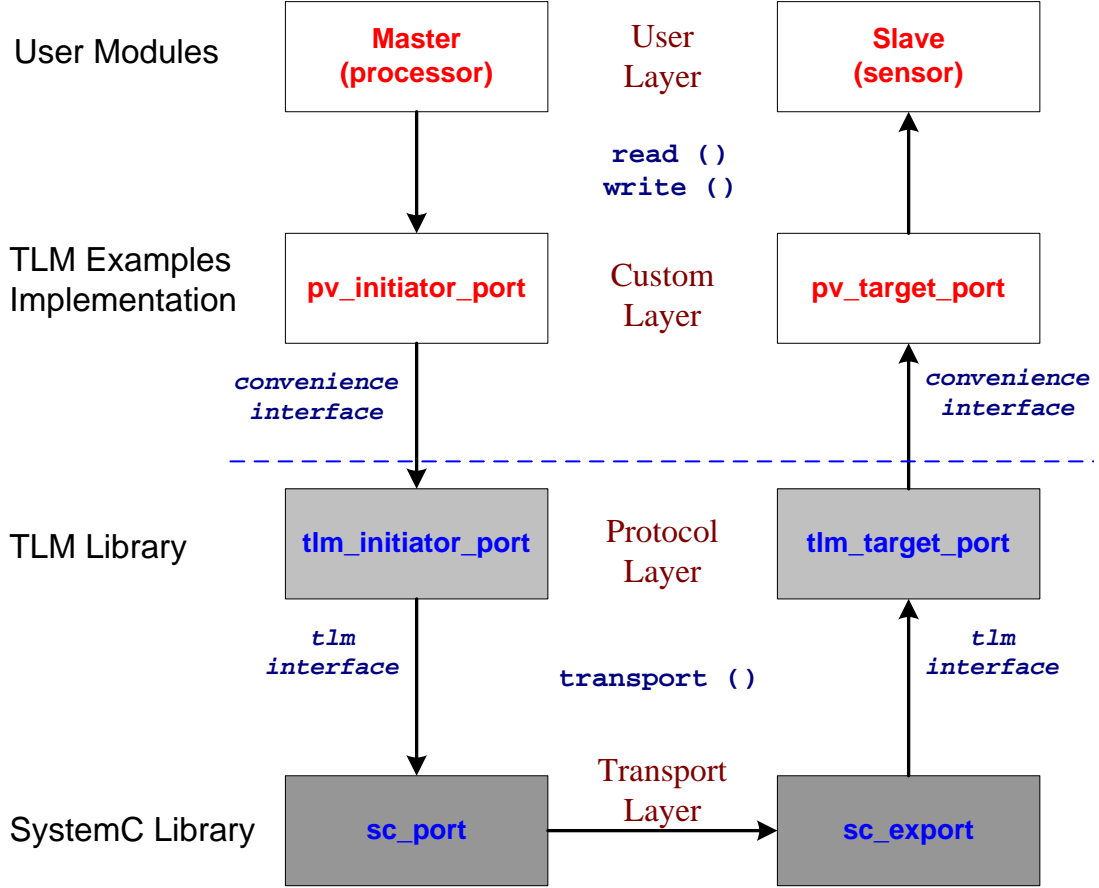 User Modules
Master
(processor)
User
Layer
Slave
(sensor)
read ()
write ()
TLM Examples
Implementation
pv_initiator_port
Custom
Layer
pv_target_port
convenience
interface
convenience
interface
TLM Library
tlm_initiator_port
Protocol
Layer
tlm_target_port
tlm
interface
transport ()
tlm
interface
SystemC Library
sc_port
Transport
Layer
sc_export